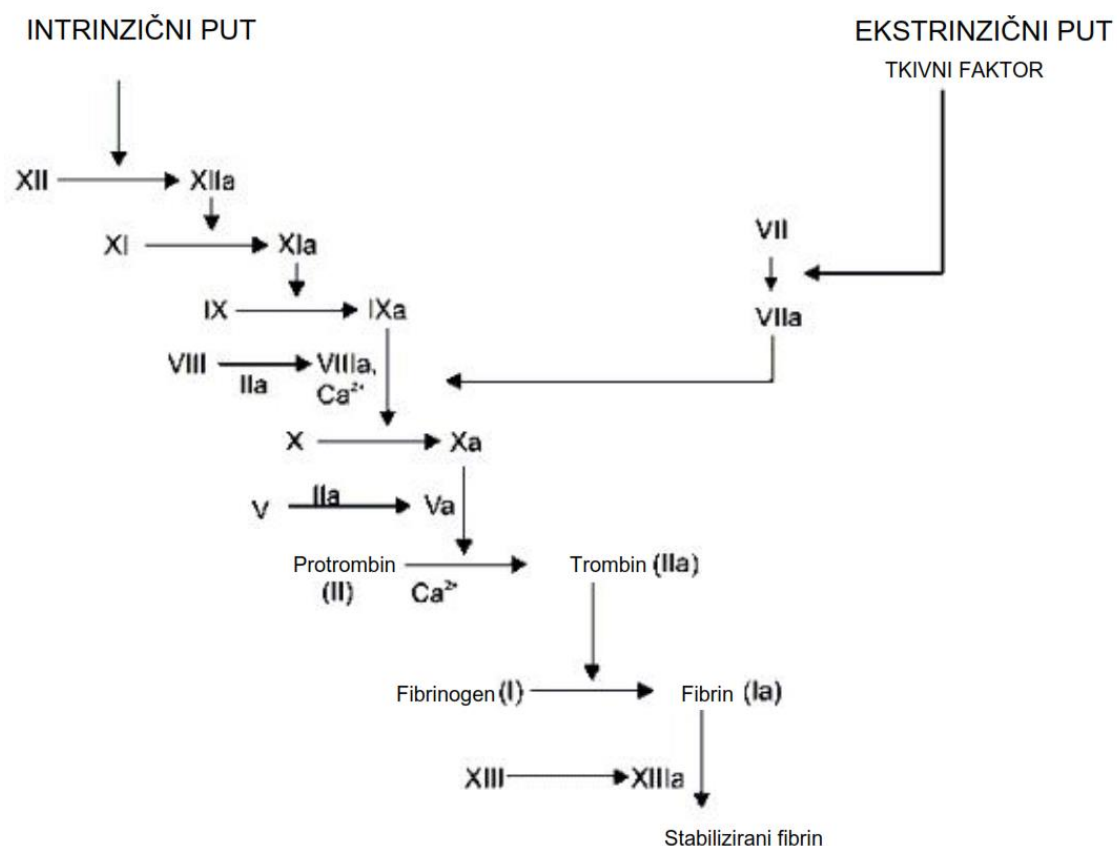 INTRINZIČNI PUT
EKSTRINZIČNI PUT
TKIVNI FAKTOR
XII
XIIa
XI
XIa
VII
IX
IXa
VIIa
VIII
VIIIa,
IIa
Ca²⁺
X
Xa
IIa
V
Va
Protrombin
Trombin (IIa)
(II)
Ca²⁺
Fibrinogen (I)
Fibrin (Ia)
XIII
XIIIa
Stabilizirani fibrin